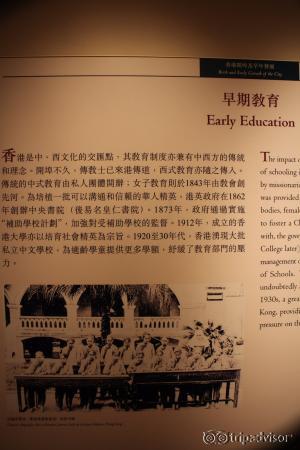 香港開埠及早年發展
Birth and Early Growth of the City
早期教育
Early Education
香港是中、西文化的交匯點，其教育制度亦兼有中西方的傳統
和理念。開埠不久，傳教士已來港傳道，西式教育亦隨之傳入。
傳統的中式教育由私人團體開辦；女子教育則於1843年由教會創
先河。為培植一批可以溝通和信賴的華人精英，港英政府在1862
年創辦中央書院（後易名皇仁書院）。1873年，政府通過實施
“補助學校計劃”，加強對受補助學校的監督。1912年，成立的香
港大學亦以培育社會精英為宗旨。1920至30年代，香港湧現大批
私立中文學校，為適齡學童提供更多學額，紓緩了教育部門的壓
力。
The impact o
of schooling i
by missionari
was provided
bodies, femal
to foster a Ch
with, the gove
College later)
management o
of Schools.
undoubtedly
1930s, a grea
Kong, providi
pressure on th
tripadvisor